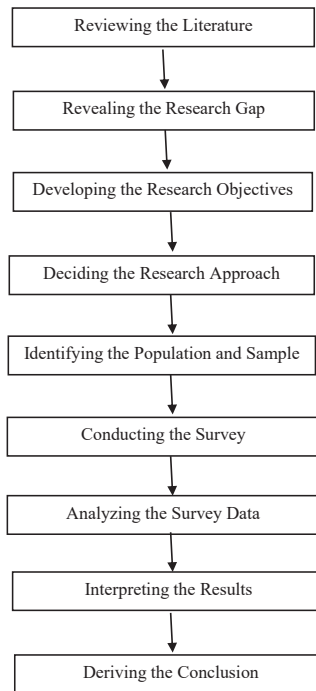 Reviewing the Literature
Revealing the Research Gap
Developing the Research Objectives
Deciding the Research Approach
Identifying the Population and Sample
Conducting the Survey
Analyzing the Survey Data
Interpreting the Results
Deriving the Conclusion